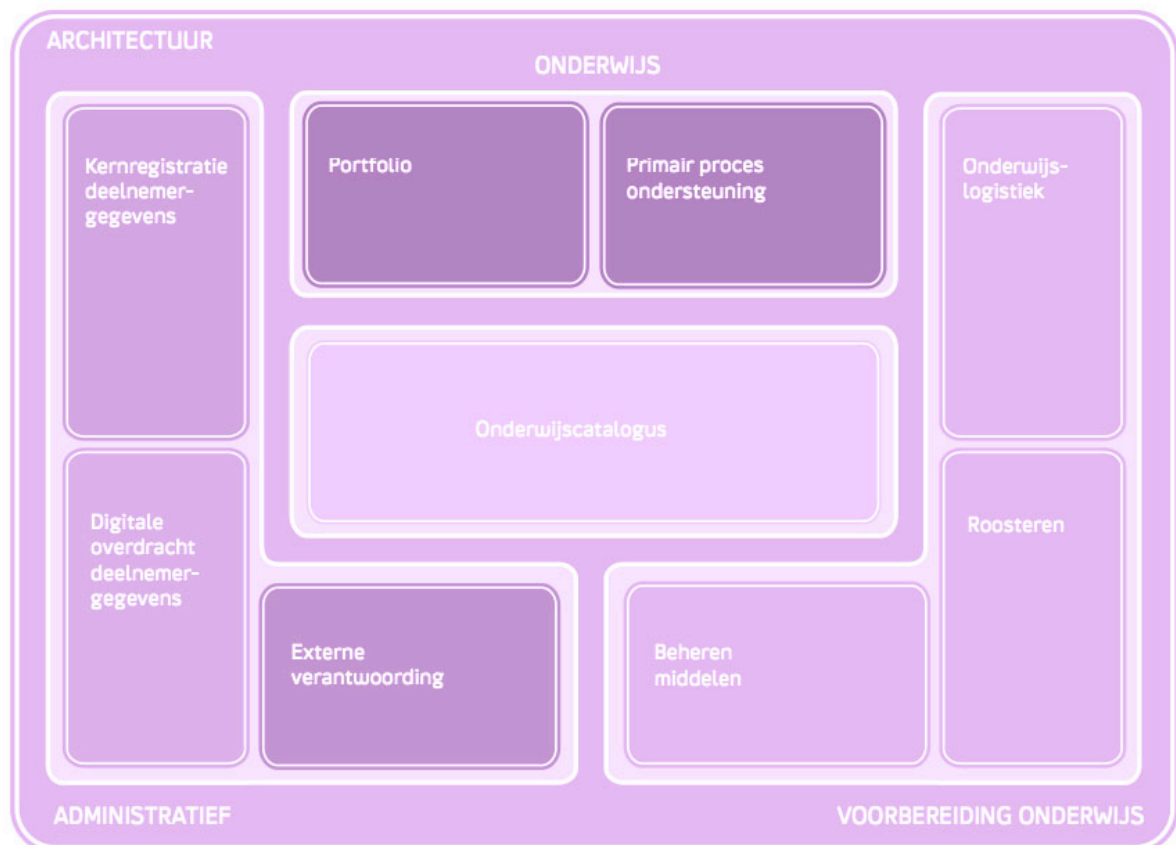 ARCHITECTUUR
ONDERWIJS
Kernregistratie
deelnemer-
gegevens
Portfolio
Primair proces
ondersteuning
Onderwijs-
logistiek
Onderwijscatalogus
Digitale
overdracht
deelnemer-
gegevens
Roosteren
Externe
verantwoording
Beheren
middelen
ADMINISTRATIEF
VOORBEREIDING ONDERWIJS